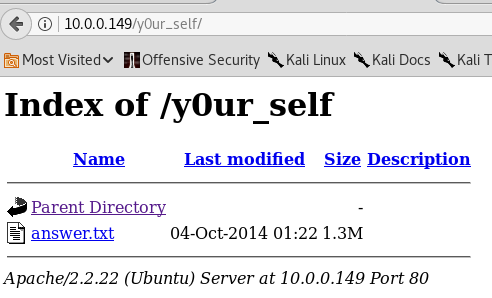 10.0.0.149/y0ur_self/
Most Visited Offensive Security Kali Linux Kali Docs Kali T
Index of /y0ur_self
Name Last modified Size Description
Parent Directory -
answer.txt 04-Oct-2014 01:22 1.3M
Apache/2.2.22 (Ubuntu) Server at 10.0.0.149 Port 80